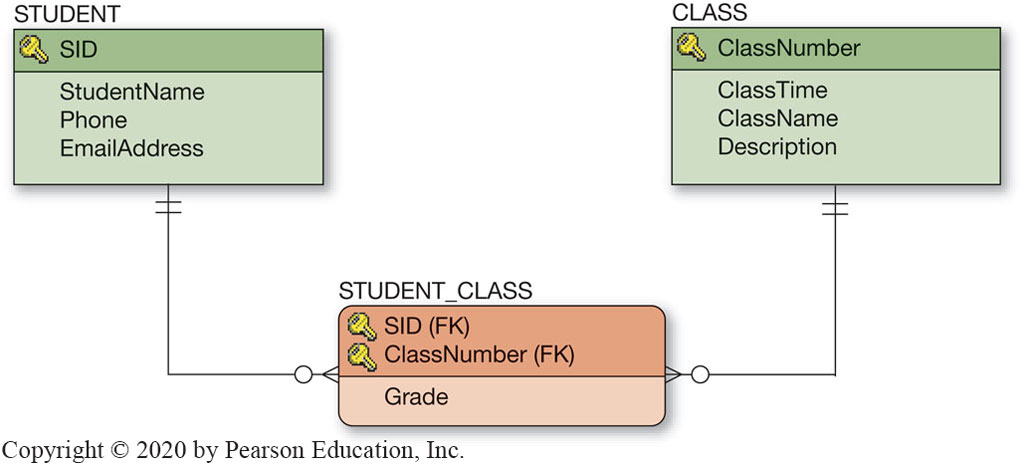 STUDENT
SID
StudentName
Phone
EmailAddress
CLASS
ClassNumber
ClassTime
ClassName
Description
STUDENT_CLASS
SID (FK)
ClassNumber (FK)
Grade
Copyright © 2020 by Pearson Education, Inc.